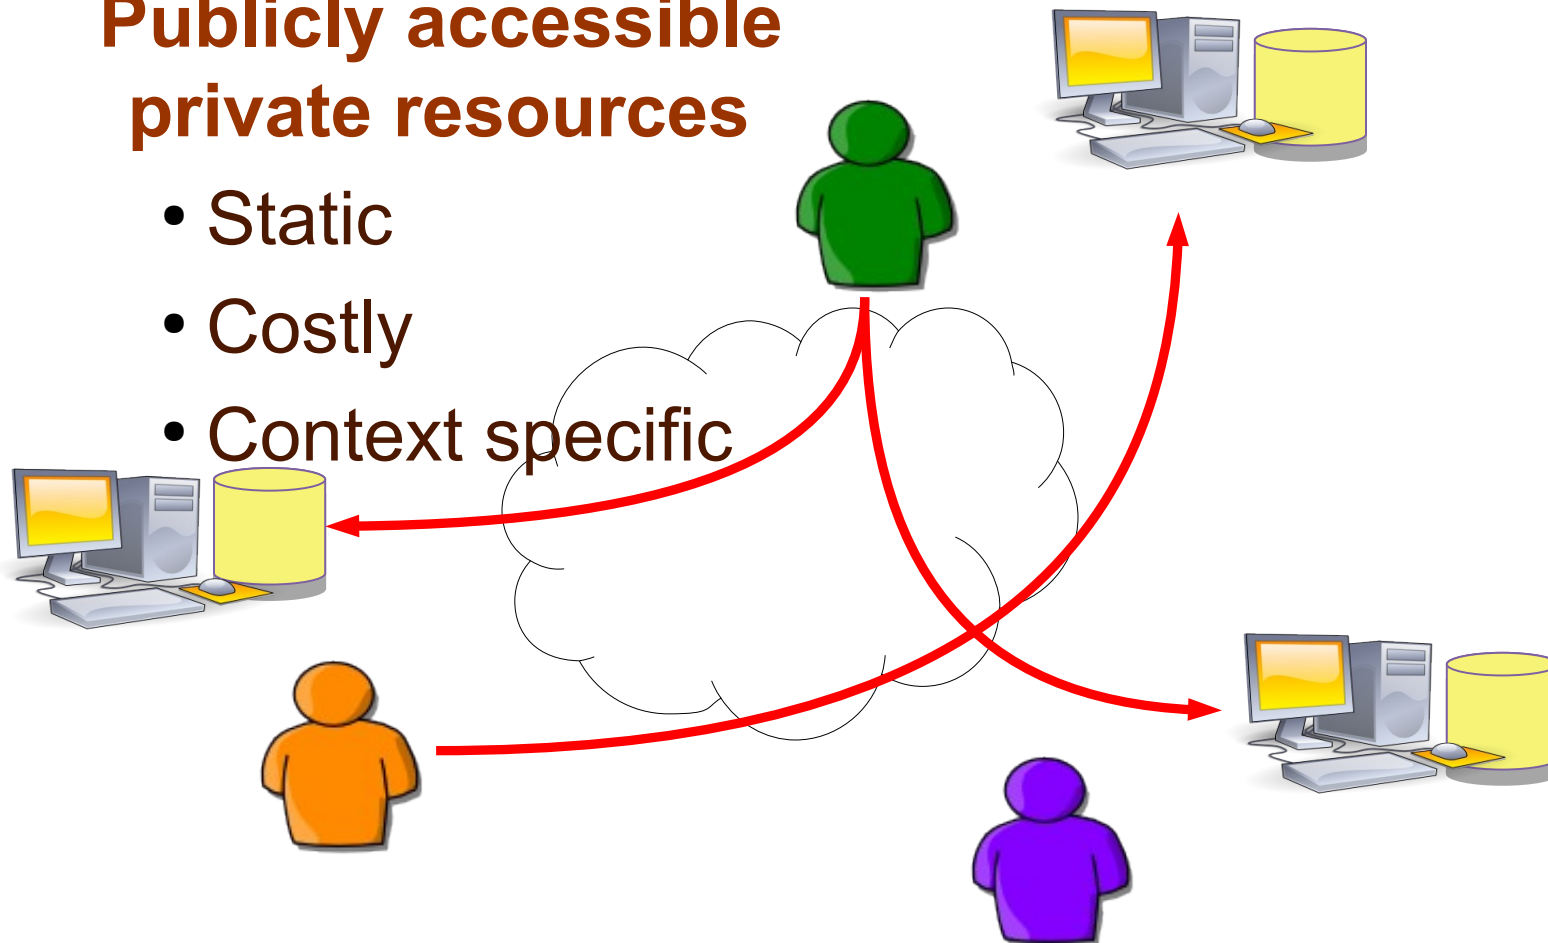 Publicly accessible
private resources
• Static
• Costly
• Context specific